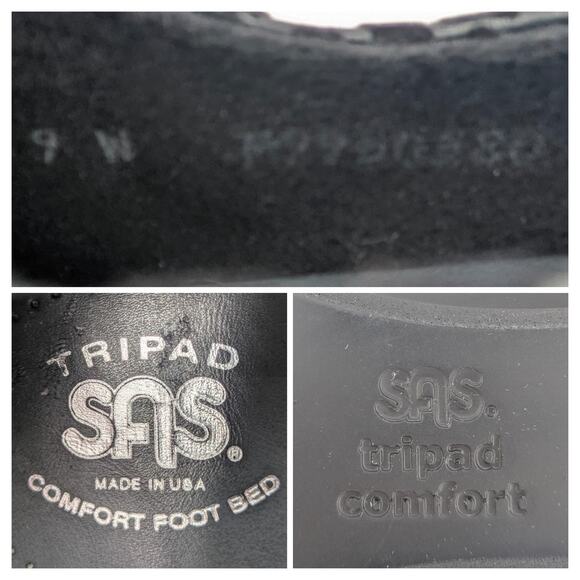 9 W
TRIPAD
SAS®
MADE IN USA
COMFORT FOOT BED
SAS®
tripad
comfort